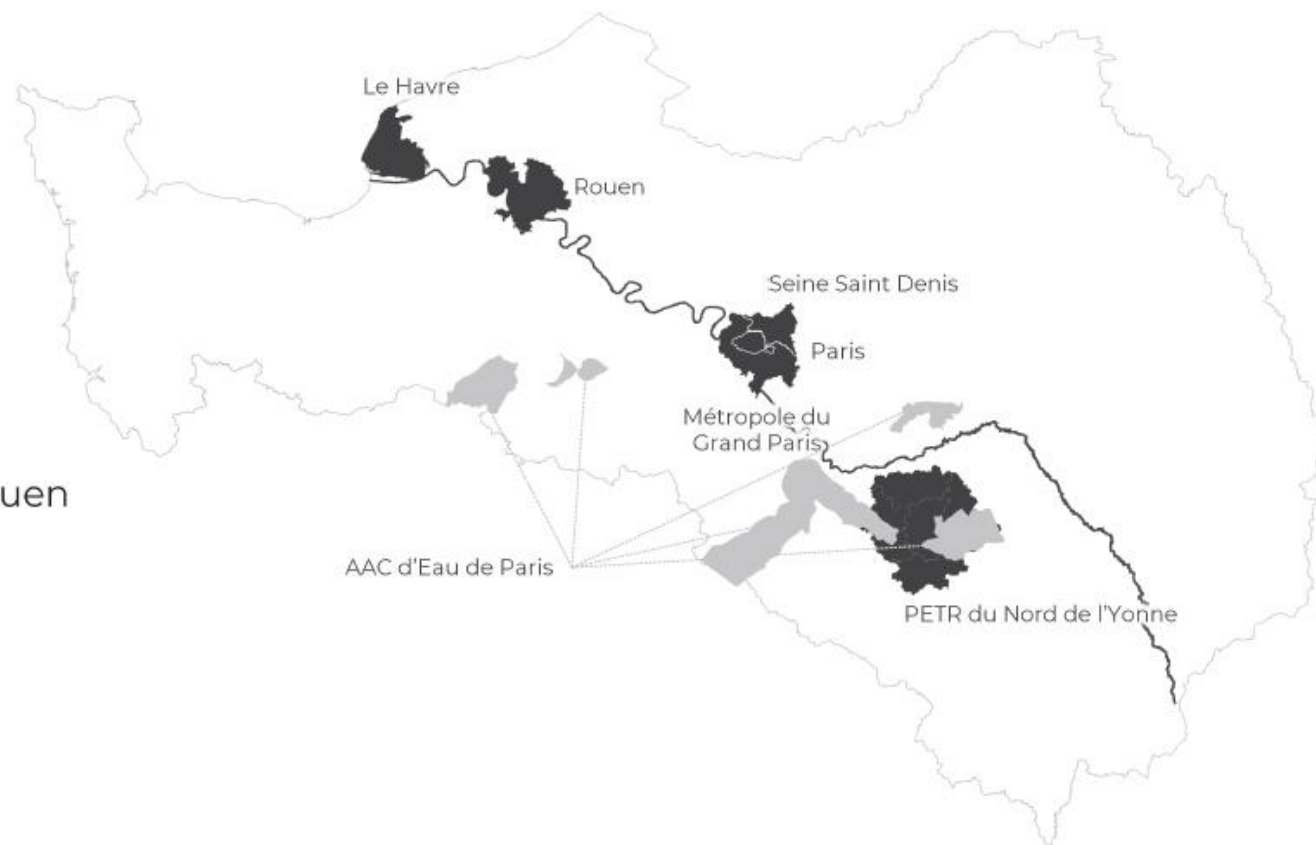 Le Havre
Rouen
Seine Saint Denis
Paris
Métropole du
Grand Paris
uen
AAC d'Eau de Paris
PETR du Nord de l'Yonne